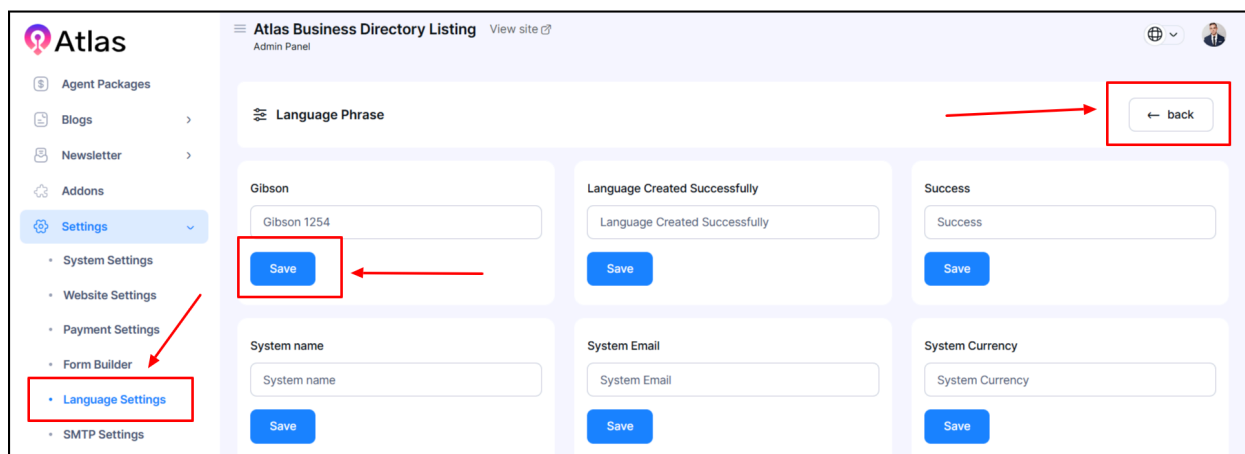 Atlas
Agent Packages
Blogs
Newsletter
Addons
Settings
System Settings
Website Settings
Payment Settings
Form Builder
Language Settings
SMTP Settings
Atlas Business Directory Listing View site
Admin Panel
Language Phrase
← back
Gibson
Gibson 1254
Save
Language Created Successfully
Language Created Successfully
Save
Success
Success
Save
System name
System name
Save
System Email
System Email
Save
System Currency
System Currency
Save